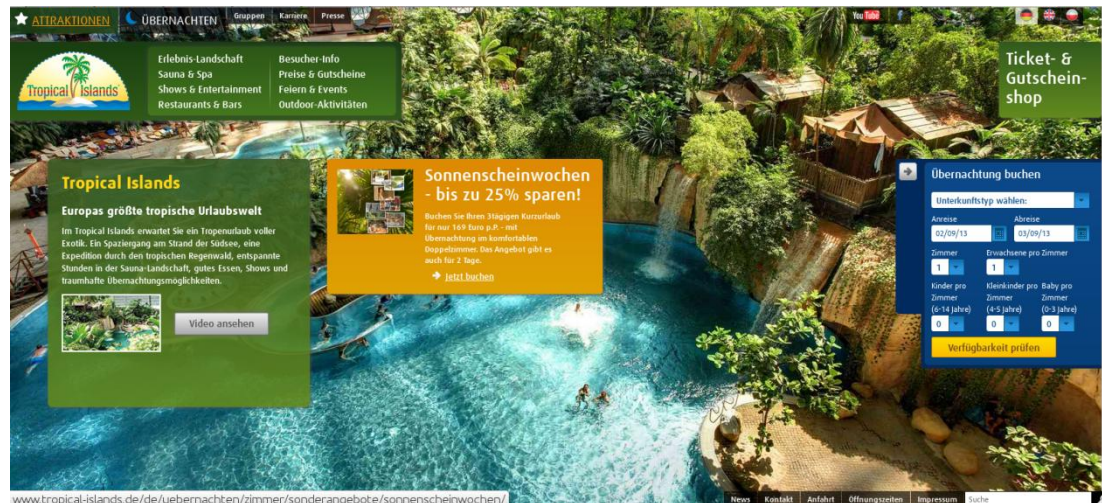 ATTRAKTIONEN
ÜBERNACHTEN
Gruppen Karriere Presse
You Tube f
Tropical Islands
Erlebnis-Landschaft
Sauna & Spa
Shows & Entertainment
Restaurants & Bars
Besucher-Info
Preise & Gutscheine
Feiern & Events
Outdoor-Aktivitäten
Ticket- &
Gutschein-
shop
Tropical Islands
Europas größte tropische Urlaubswelt
Im Tropical Islands erwartet Sie ein Tropenurlaub voller
Exotik. Ein Spaziergang am Strand der Südsee, eine
Expedition durch den tropischen Regenwald, entspannte
Stunden in der Sauna-Landschaft, gutes Essen, Shows und
traumhafte Übernachtungsmöglichkeiten.
Video ansehen
Sonnenscheinwochen
- bis zu 25% sparen!
Buchen Sie Ihren 3tägigen Kurzurlaub
für nur 169 Euro p.P. - mit
Übernachtung im komfortablen
Doppelzimmer. Das Angebot gibt es
auch für 2 Tage.
Jetzt buchen
Übernachtung buchen
Unterkunftstyp wählen:
Anreise Abreise
02/09/13 03/09/13
Zimmer Erwachsene pro Zimmer
1 1
Kinder pro Kleinkinder pro Baby pro
Zimmer Zimmer Zimmer
(6-14 Jahre) (4-5 Jahre) (0-3 Jahre)
0 0 0
Verfügbarkeit prüfen
www.tropical-islands.de/de/uebernachten/zimmer/sonderangebote/sonnenscheinwochen/
News Kontakt Anfahrt Öffnungszeiten Impressum Suche